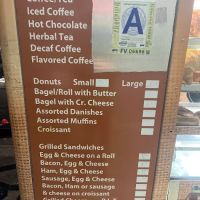 Coffee/Tea
Iced Coffee
Hot Chocolate
Herbal Tea
Decaf Coffee
Flavored Coffee
A
Donuts Small Large
Bagel/Roll with Butter
Bagel with Cr. Cheese
Assorted Danishes
Assorted Muffins
Croissant
Grilled Sandwiches
Egg & Cheese on a Roll
Bacon, Egg & Cheese
Ham, Egg & Cheese
Sausage, Egg & Cheese
Bacon, Ham or sausage
& cheese on croissant